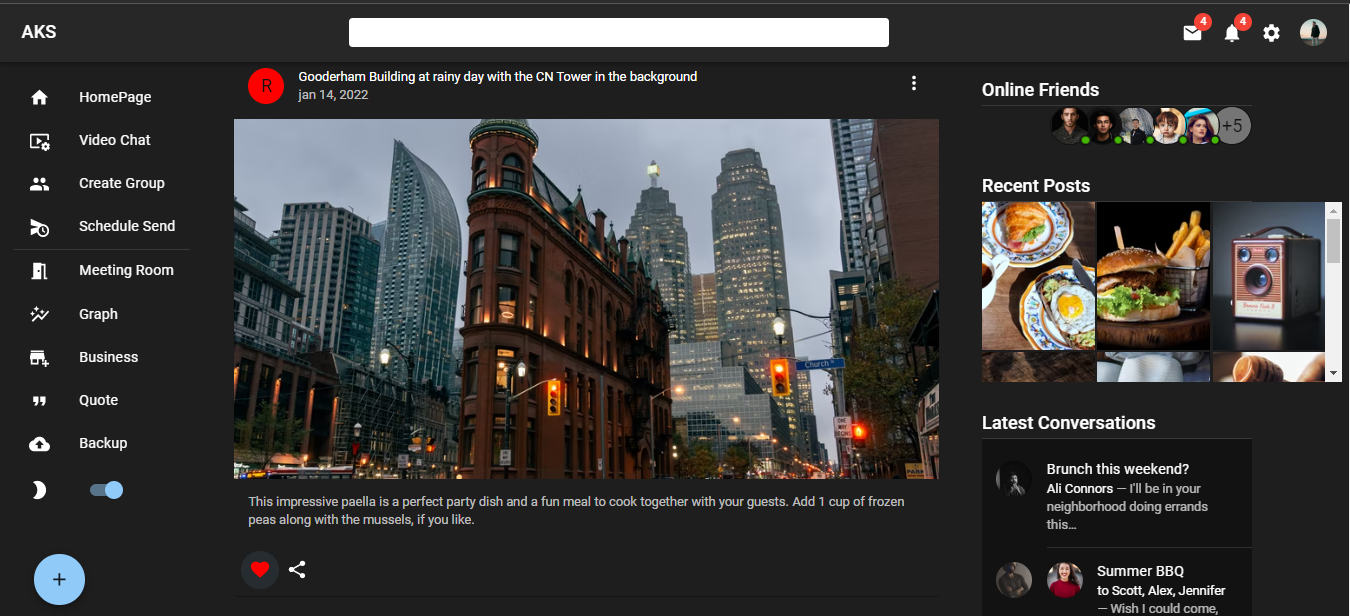 AKS
4
4
HomePage
Video Chat
Create Group
Schedule Send
Meeting Room
Graph
Business
Quote
Backup
+
R
Gooderham Building at rainy day with the CN Tower in the background
jan 14, 2022
Church
ONE
WAY
PARK
This impressive paella is a perfect party dish and a fun meal to cook together with your guests. Add 1 cup of frozen
peas along with the mussels, if you like.
Online Friends
+5
Recent Posts
Latest Conversations
Brunch this weekend?
Ali Connors — I'll be in your
neighborhood doing errands
this…
Summer BBQ
to Scott, Alex, Jennifer
— Wish I could come,